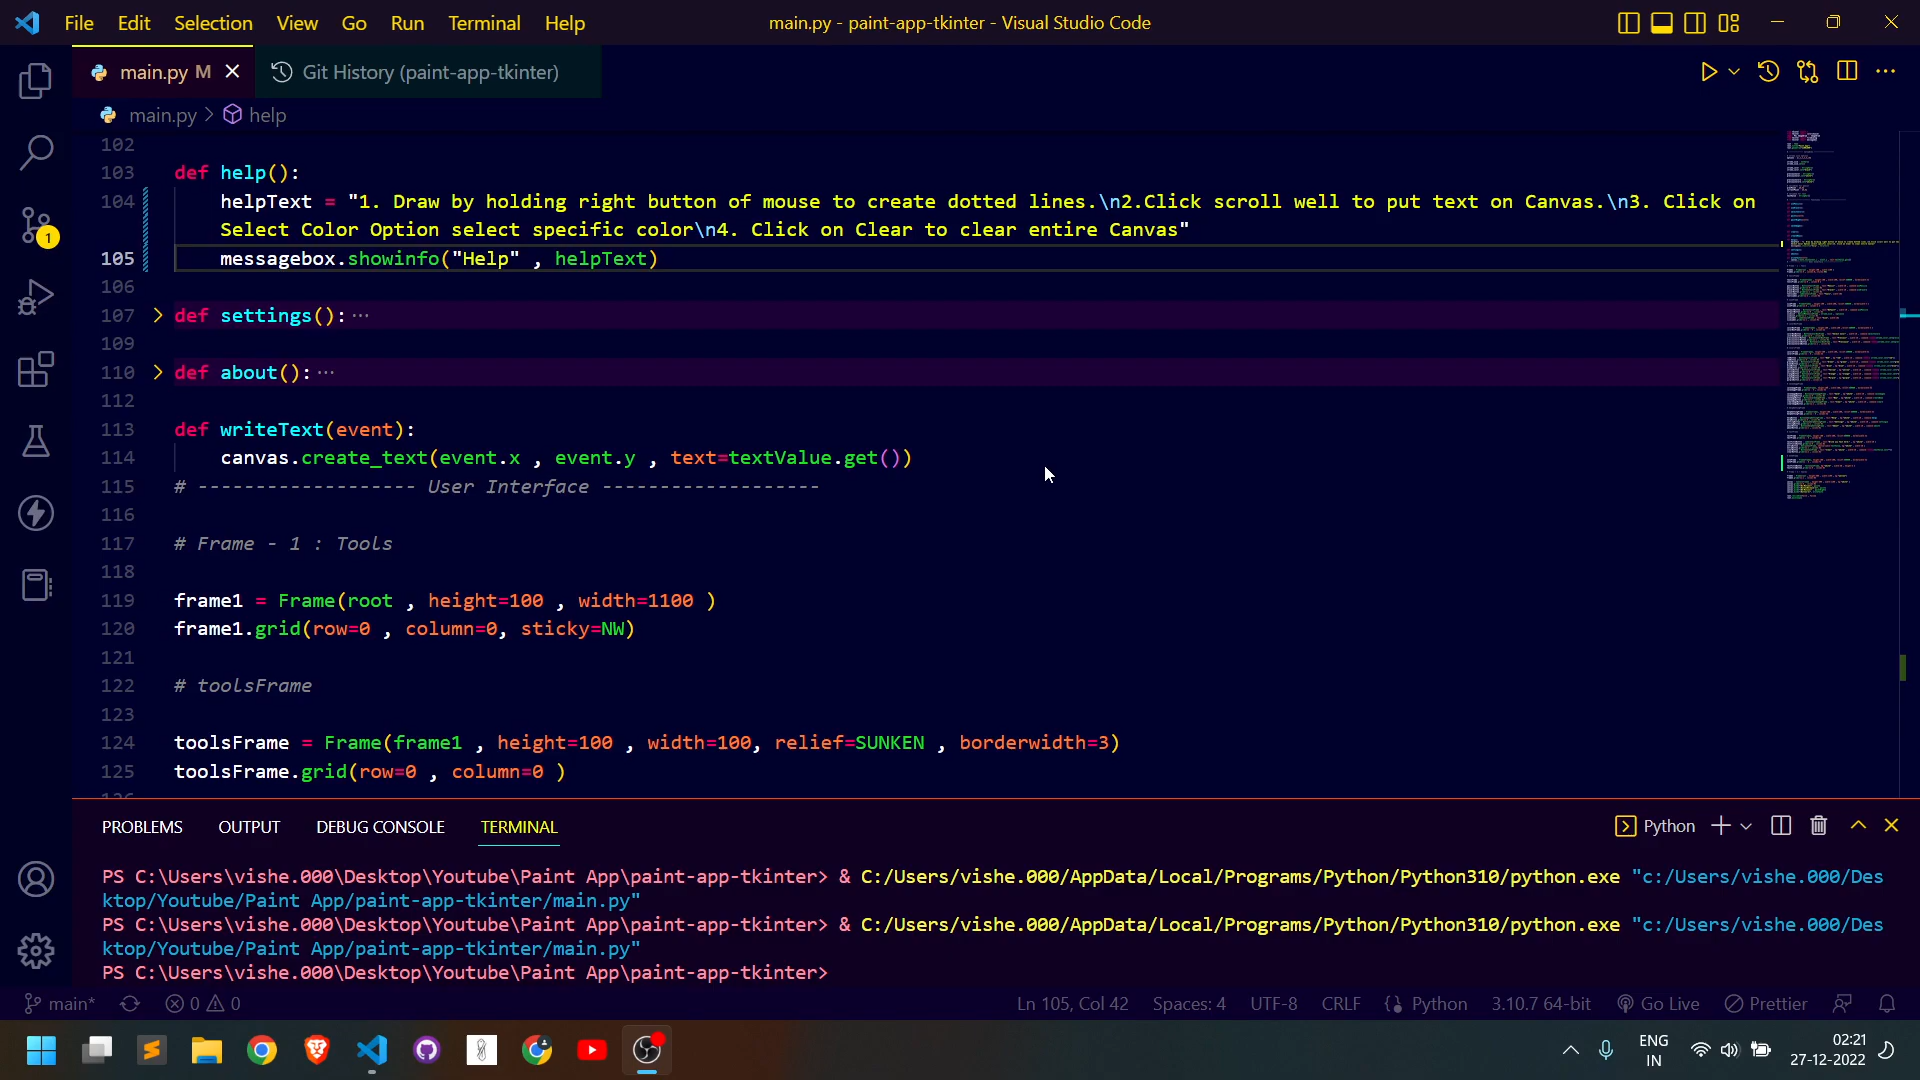 File Edit Selection View Go Run Terminal Help
main.py - paint-app-tkinter - Visual Studio Code
main.py M
Git History (paint-app-tkinter)
main.py > help
102
103 def help():
104 helpText = "1. Draw by holding right button of mouse to create dotted lines.\n2.Click scroll well to put text on Canvas.\n3. Click on
Select Color Option select specific color\n4. Click on Clear to clear entire Canvas"
105 messagebox.showinfo("Help" , helpText)
106
107 def settings():···
109
110 def about():···
112
113 def writeText(event):
114 canvas.create_text(event.x , event.y , text=textValue.get())
115 # ------------------- User Interface -------------------
116
117 # Frame - 1 : Tools
118
119 frame1 = Frame(root , height=100 , width=1100 )
120 frame1.grid(row=0 , column=0, sticky=NW)
121
122 # toolsFrame
123
124 toolsFrame = Frame(frame1 , height=100 , width=100, relief=SUNKEN , borderwidth=3)
125 toolsFrame.grid(row=0 , column=0 )
PROBLEMS OUTPUT DEBUG CONSOLE TERMINAL
Python
PS C:\Users\vishe.000\Desktop\Youtube\Paint App\paint-app-tkinter> & C:/Users/vishe.000/AppData/Local/Programs/Python/Python310/python.exe "c:/Users/vishe.000/Des
ktop/Youtube/Paint App/paint-app-tkinter/main.py"
PS C:\Users\vishe.000\Desktop\Youtube\Paint App\paint-app-tkinter> & C:/Users/vishe.000/AppData/Local/Programs/Python/Python310/python.exe "c:/Users/vishe.000/Des
ktop/Youtube/Paint App/paint-app-tkinter/main.py"
PS C:\Users\vishe.000\Desktop\Youtube\Paint App\paint-app-tkinter>
1
main* 0 0 Ln 105, Col 42 Spaces: 4 UTF-8 CRLF Python 3.10.7 64-bit Go Live Prettier
ENG
IN
02:21
27-12-2022